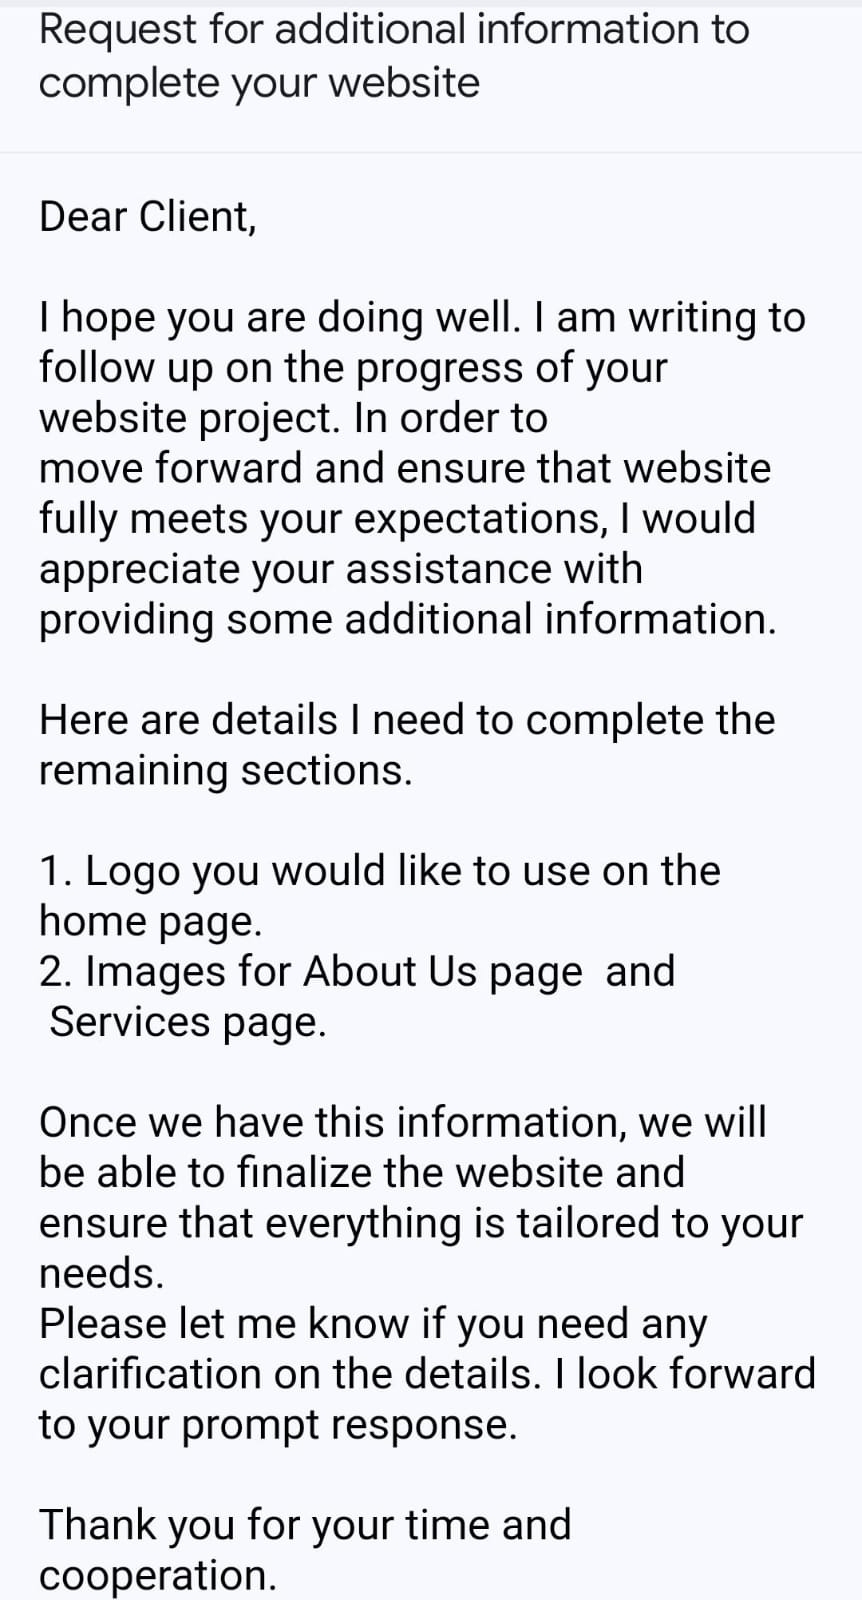 Request for additional information to
complete your website
Dear Client,
I hope you are doing well. I am writing to
follow up on the progress of your
website project. In order to
move forward and ensure that website
fully meets your expectations, I would
appreciate your assistance with
providing some additional information.
Here are details I need to complete the
remaining sections.
1. Logo you would like to use on the
home page.
2. Images for About Us page  and
Services page.
Once we have this information, we will
be able to finalize the website and
ensure that everything is tailored to your
needs.
Please let me know if you need any
clarification on the details. I look forward
to your prompt response.
Thank you for your time and
cooperation.